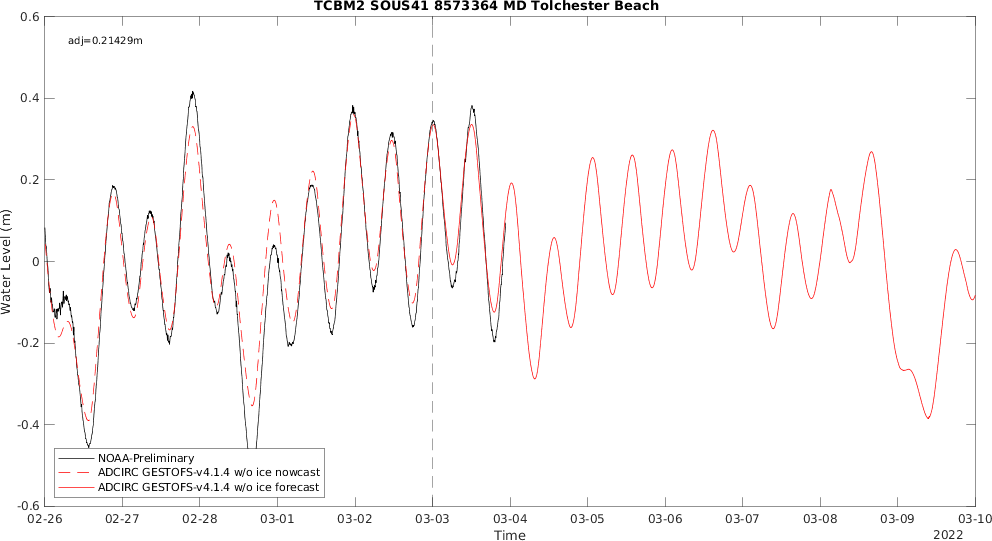 TCBM2 SOUS41 8573364 MD Tolchester Beach
adj=0.21429m
Water Level (m)
0.6
0.4
0.2
0
-0.2
-0.4
-0.6
NOAA-Preliminary
ADCIRC GESTOFS-v4.1.4 w/o ice nowcast
ADCIRC GESTOFS-v4.1.4 w/o ice forecast
02-26 02-27 02-28 03-01 03-02 03-03 03-04 03-05 03-06 03-07 03-08 03-09 03-10
Time
2022